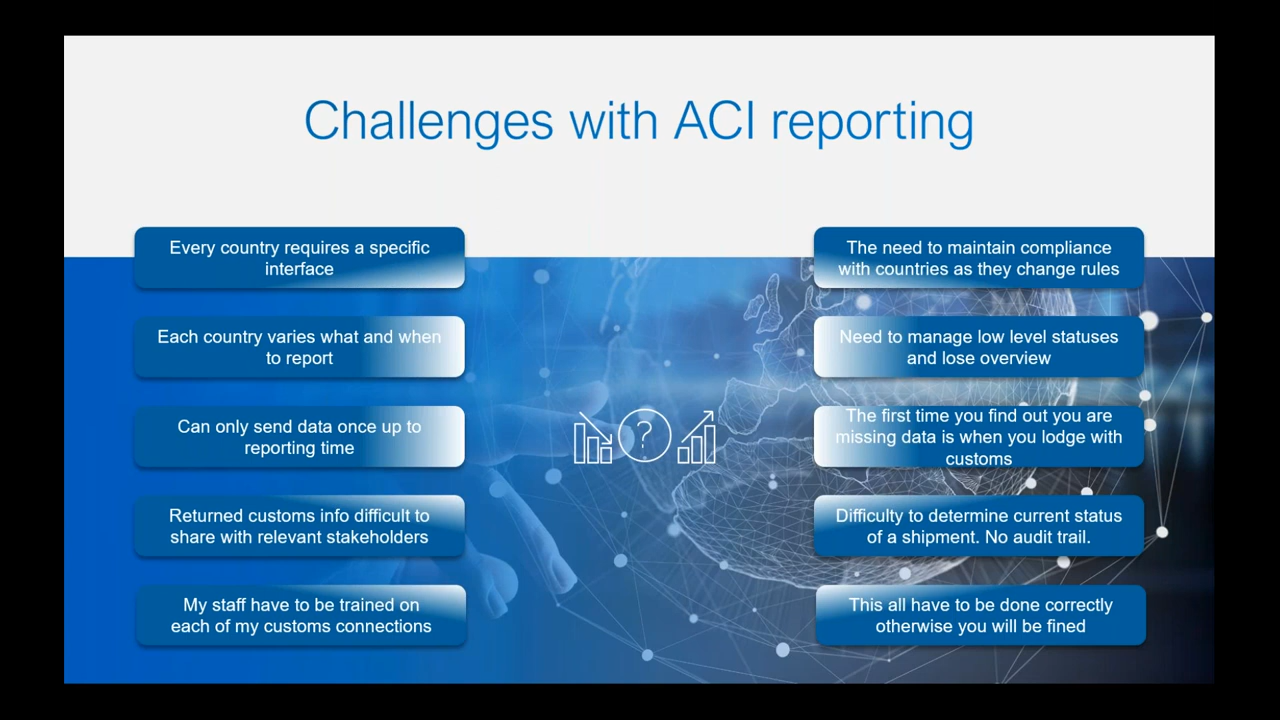 Challenges with ACI reporting
Every country requires a specific
interface
Each country varies what and when
to report
Can only send data once up to
reporting time
Returned customs info difficult to
share with relevant stakeholders
My staff have to be trained on
each of my customs connections
?
The need to maintain compliance
with countries as they change rules
Need to manage low level statuses
and lose overview
The first time you find out you are
missing data is when you lodge with
customs
Difficulty to determine current status
of a shipment. No audit trail.
This all have to be done correctly
otherwise you will be fined